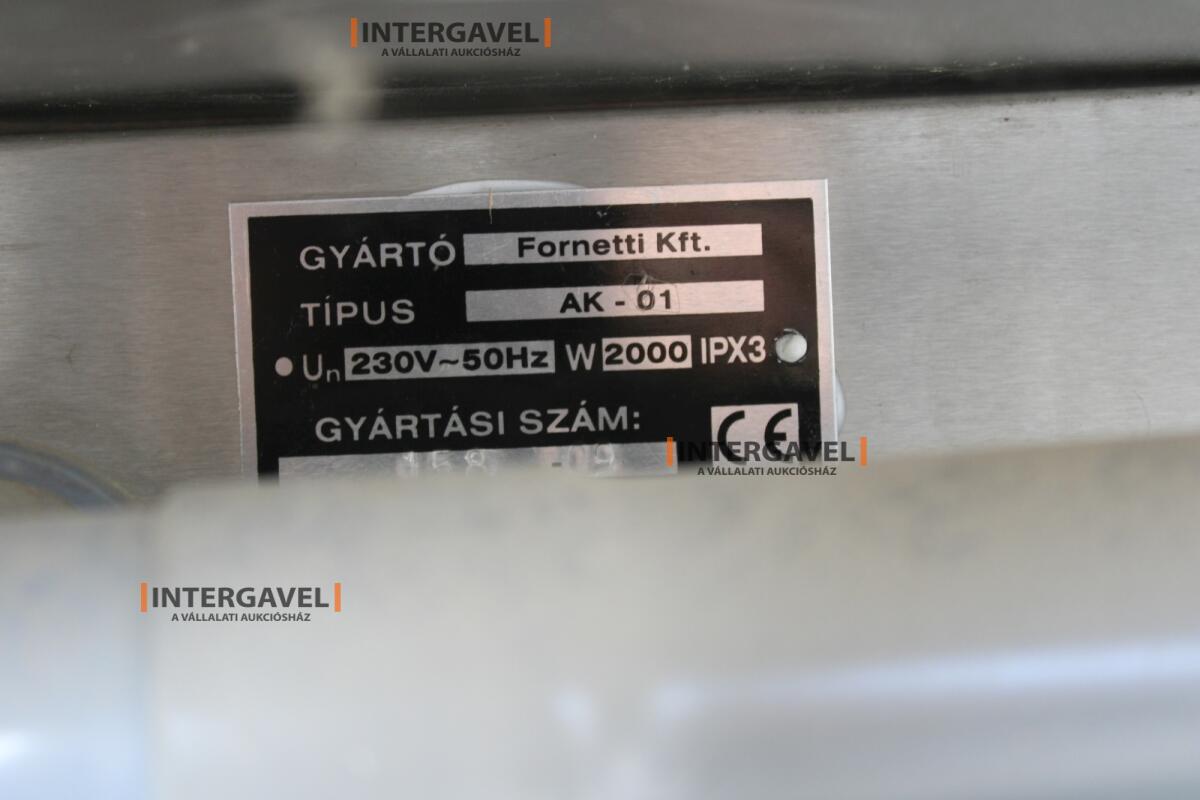 INTERGAVEL
A VÁLLALATI AUKCIÓSHÁZ
GYÁRTÓ Fornetti Kft.
TÍPUS AK - 01
Un 230V~50Hz W 2000 IPX3
GYÁRTÁSI SZÁM: CE
INTERGAVEL
A VÁLLALATI AUKCIÓSHÁZ
INTERGAVEL
A VÁLLALATI AUKCIÓSHÁZ